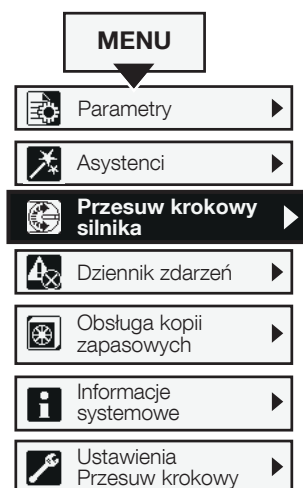 MENU
Parametry
Asystenci
Przesuw krokowy
silnika
Dziennik zdarzeń
Obsługa kopii
zapasowych
Informacje
systemowe
Ustawienia
Przesuw krokowy